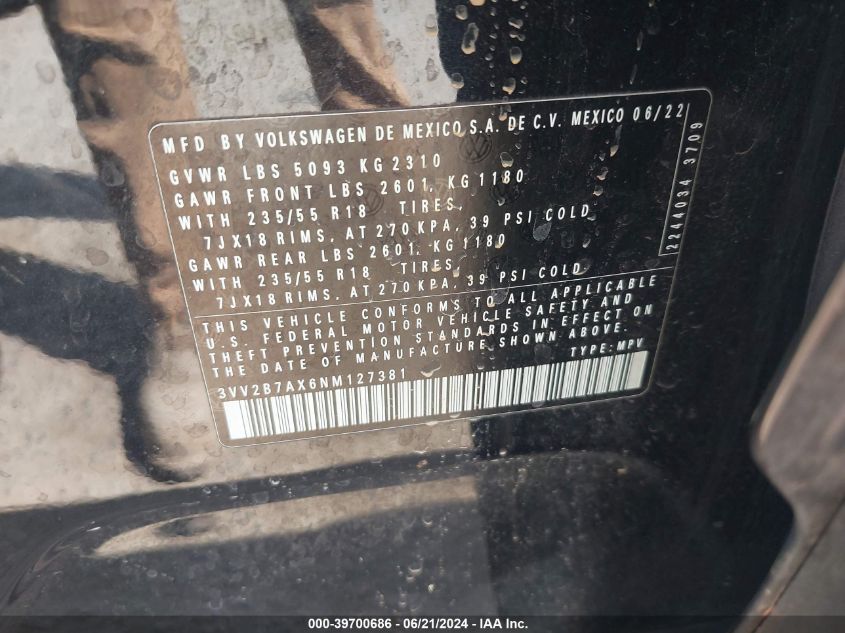 MFD BY VOLKSWAGEN DE MEXICO S.A. DE C.V. MEXICO 06/22
GVWR LBS 5093 KG 2310
GAWR FRONT LBS 2601, KG 1180
WITH 235/55 R18 TIRES,
7JX18 RIMS, AT 270 KPA, 39 PSI COLD
GAWR REAR LBS 2601, KG 1180
WITH 235/55 R18 TIRES,
7JX18 RIMS, AT 270 KPA, 39 PSI COLD
THIS VEHICLE CONFORMS TO ALL APPLICABLE
U.S. FEDERAL MOTOR VEHICLE SAFETY AND
THEFT PREVENTION STANDARDS IN EFFECT ON
THE DATE OF MANUFACTURE SHOWN ABOVE.
TYPE: MPV
3VV2B7AX6NM127381
2244034 3709
000-39700686 - 06/21/2024 - IAA Inc.